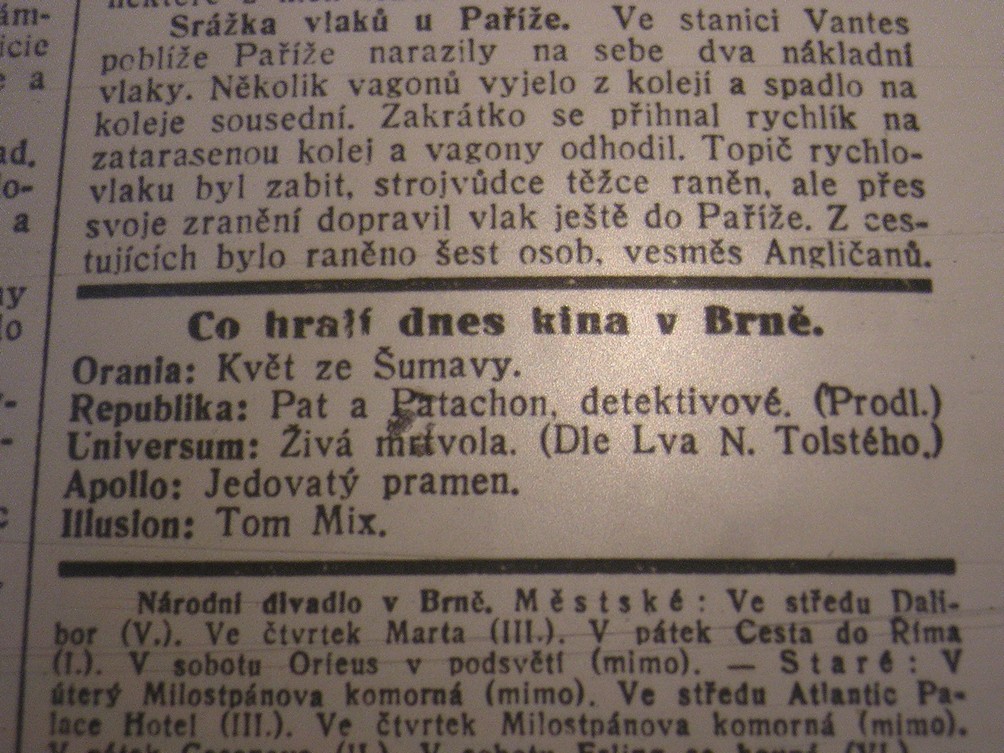 ám-
icie
e a
ad.
a
Srážka vlaků u Paříže. Ve stanici Vantes
poblíže Paříže narazily na sebe dva nákladní
vlaky. Několik vagonů vyjelo z kolejí a spadlo na
koleje sousední. Zakrátko se přihnal rychlík na
zatarasenou kolej a vagony odhodil. Topič rychlo-
vlaku byl zabit, strojvůdce těžce raněn, ale přes
svoje zranění dopravil vlak ještě do Paříže. Z ces-
tujících bylo raněno šest osob, vesměs Angličanů.
Co hrají dnes kina v Brně.
Orania: Květ ze Šumavy.
Republika: Pat a Patachon, detektivové. (Prodl.)
Universum: Živá mrtvola. (Dle Lva N. Tolstého.)
Apollo: Jedovatý pramen.
Illusion: Tom Mix.
Národní divadlo v Brně. Městské: Ve středu Dali-
bor (V.). Ve čtvrtek Marta (III.). V pátek Cesta do Říma
(I.). V sobotu Orfeus v podsvětí (mimo). — Staré: V
úterý Milostpánova komorná (mimo). Ve středu Atlantic Pa-
lace Hotel (III.). Ve čtvrtek Milostpánova komorná (mimo).